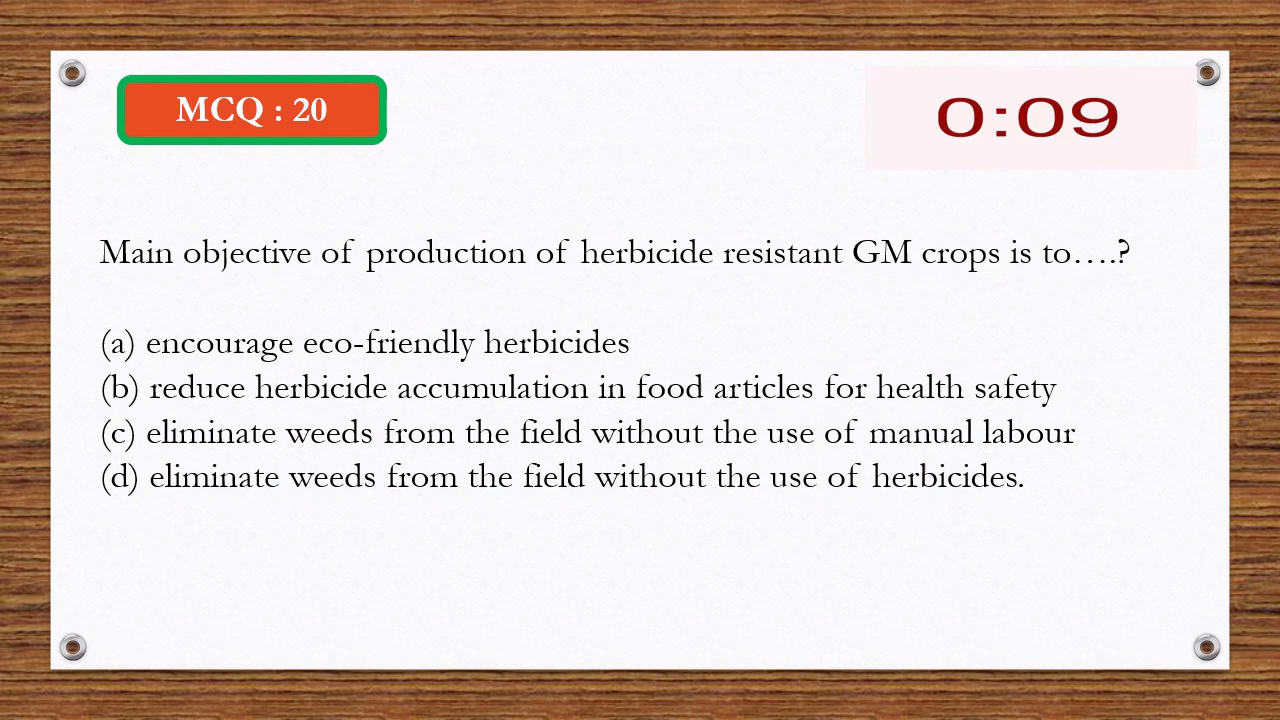 MCQ : 20
0:09
Main objective of production of herbicide resistant GM crops is to….?
(a) encourage eco-friendly herbicides
(b) reduce herbicide accumulation in food articles for health safety
(c) eliminate weeds from the field without the use of manual labour
(d) eliminate weeds from the field without the use of herbicides.